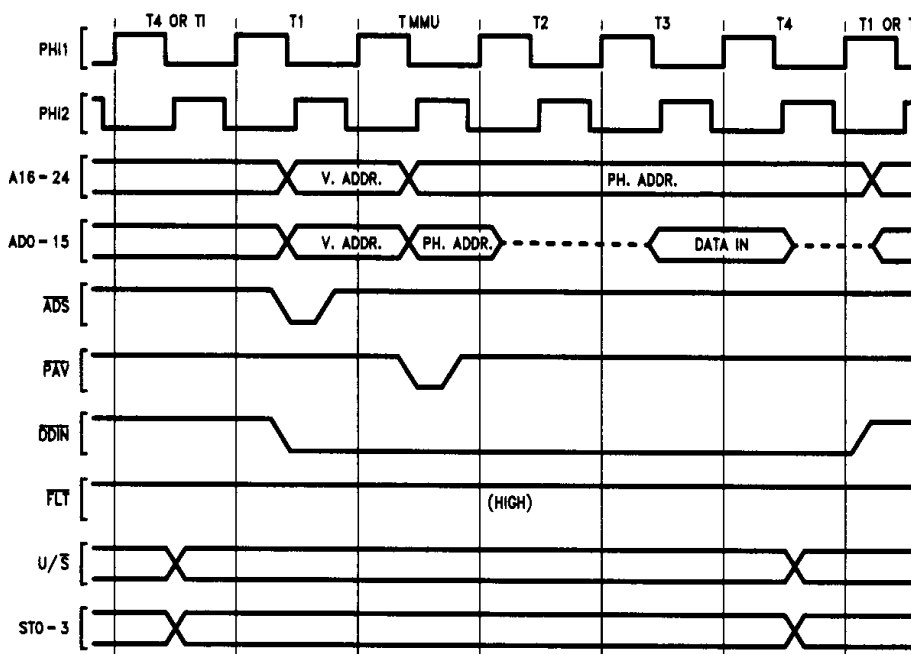 T4 OR TI T1 TMMU T2 T3 T4 T1 OR T
PHI1
PHI2
A16-24 V. ADDR. PH. ADDR.
AD0-15 V. ADDR. PH. ADDR. DATA IN
ADS
PAV
DDIN
FLT (HIGH)
U/S
ST0-3